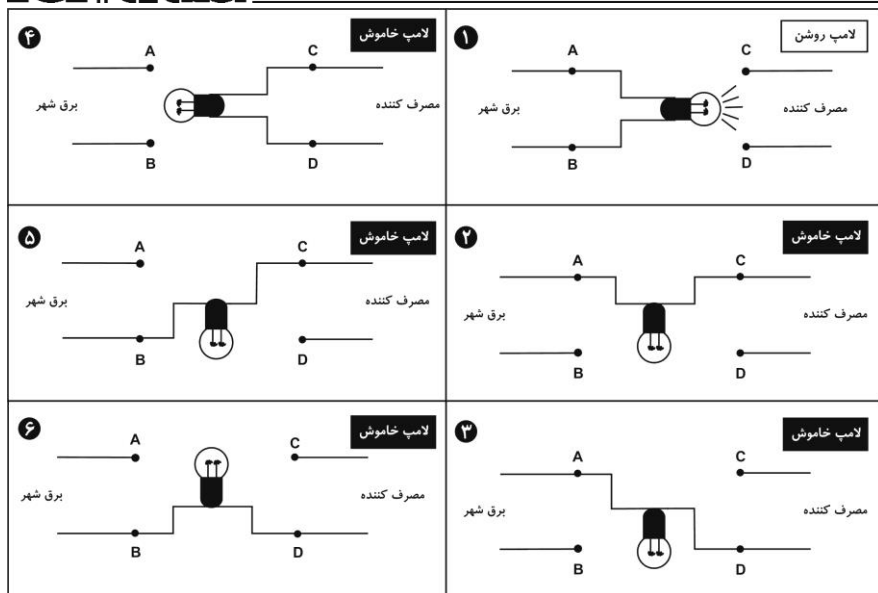 ۱
لامپ روشن
A
C
برق شهر
مصرف کننده
B
D
۴
لامپ خاموش
A
C
برق شهر
مصرف کننده
B
D
۲
لامپ خاموش
A
C
برق شهر
مصرف کننده
B
D
۵
لامپ خاموش
A
C
برق شهر
مصرف کننده
B
D
۳
لامپ خاموش
A
C
برق شهر
مصرف کننده
B
D
۶
لامپ خاموش
A
C
برق شهر
مصرف کننده
B
D